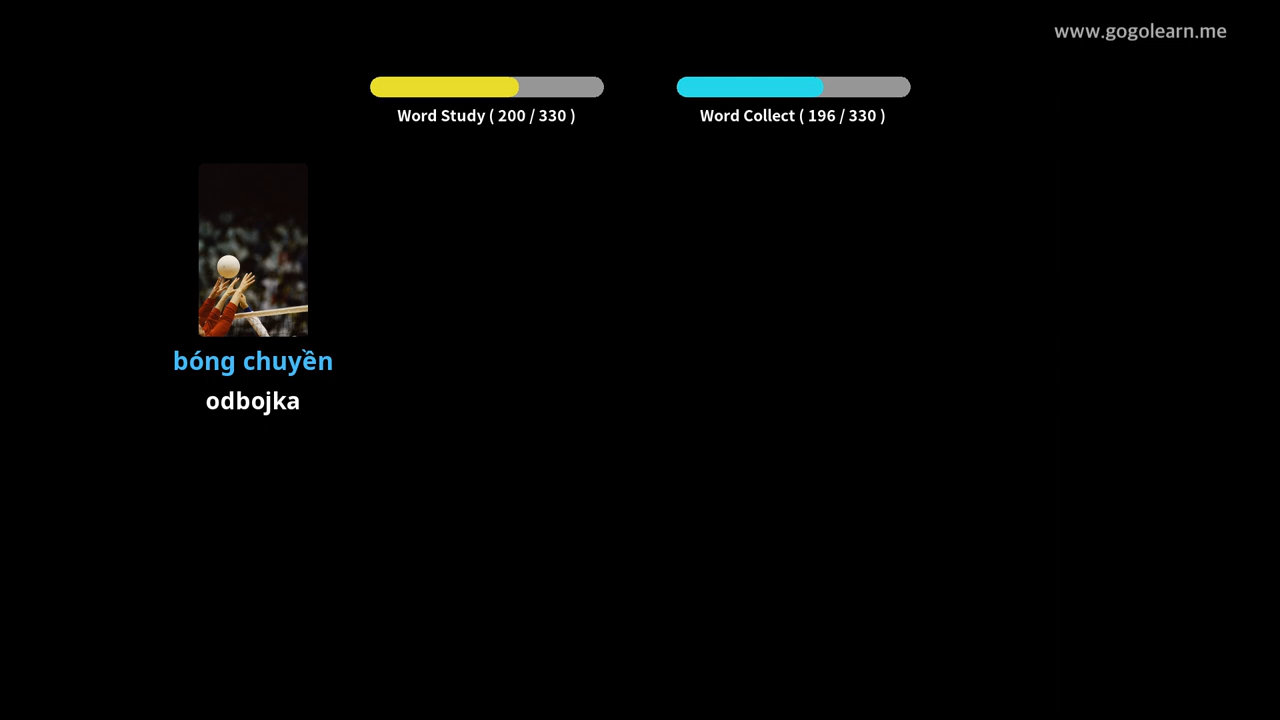 www.gogolearn.me
Word Study ( 200 / 330 )
Word Collect ( 196 / 330 )
bóng chuyền
odbojka